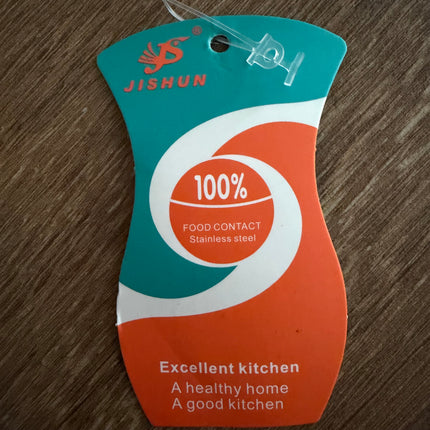 ®
JISHUN
100%
FOOD CONTACT
Stainless steel
Excellent kitchen
A healthy home
A good kitchen